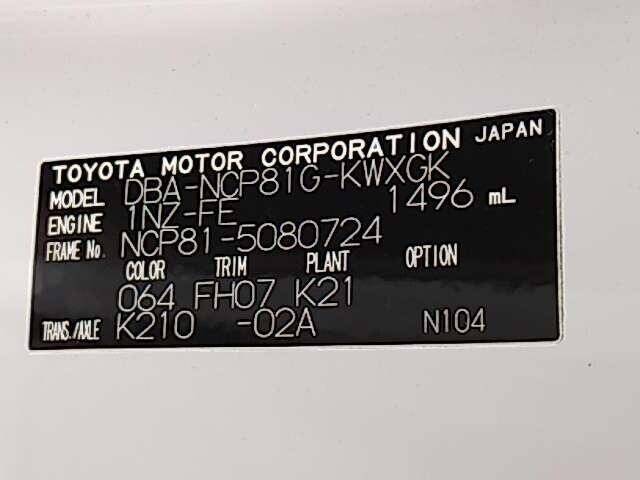 TOYOTA MOTOR CORPORATION JAPAN
MODEL DBA-NCP81G-KWXGK
ENGINE 1NZ-FE 1496 mL
FRAME No. NCP81-5080724
COLOR TRIM PLANT OPTION
064 FH07 K21
TRANS./AXLE K210 -02A N104